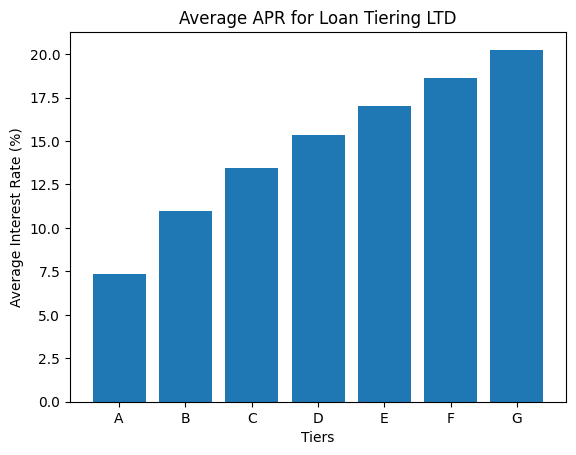 Average APR for Loan Tiering LTD
Average Interest Rate (%)
20.0
17.5
15.0
12.5
10.0
7.5
5.0
2.5
0.0
A B C D E F G
Tiers